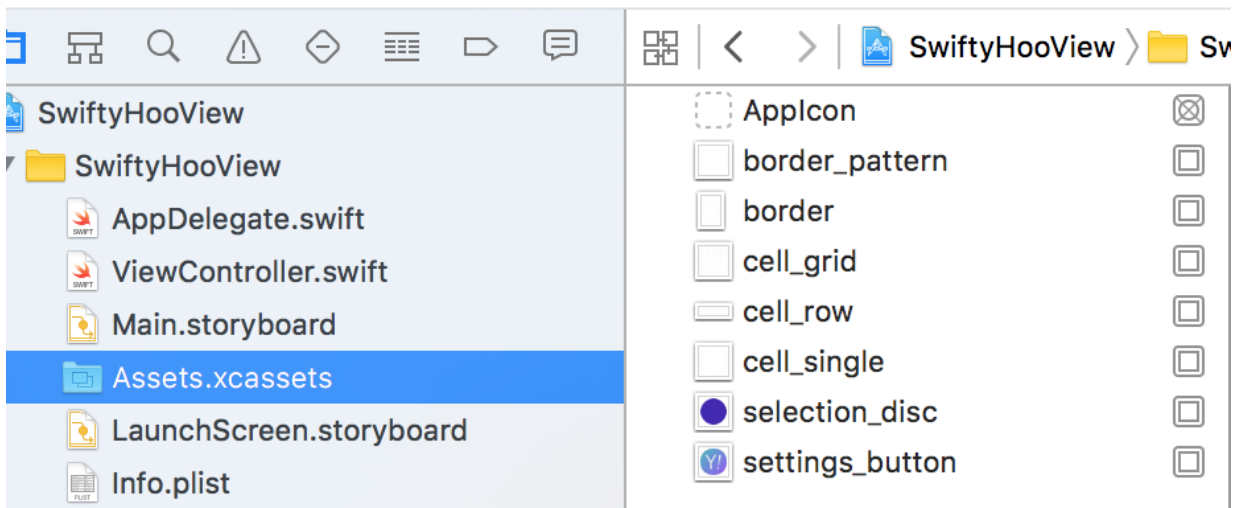 SwiftyHooView
Sw
SwiftyHooView
SwiftyHooView
AppDelegate.swift
ViewController.swift
Main.storyboard
Assets.xcassets
LaunchScreen.storyboard
Info.plist
AppIcon
border_pattern
border
cell_grid
cell_row
cell_single
selection_disc
Y!
settings_button